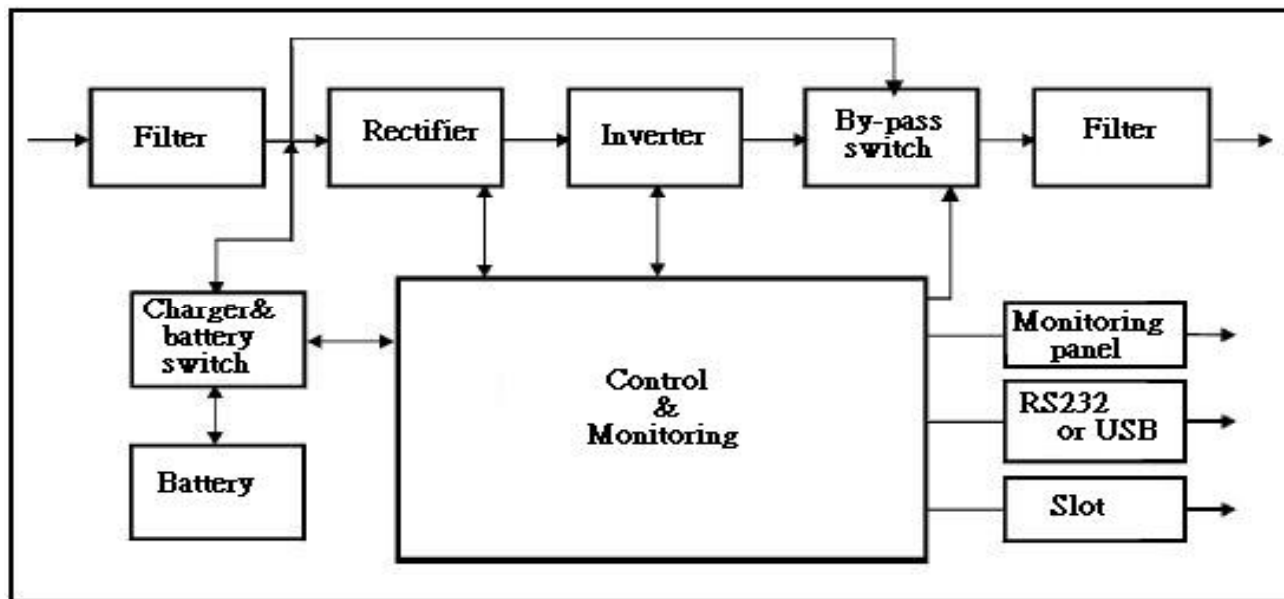 Filter
Rectifier
Inverter
By-pass
switch
Filter
Charger&
battery
switch
Battery
Control
&
Monitoring
Monitoring
panel
RS232
or USB
Slot